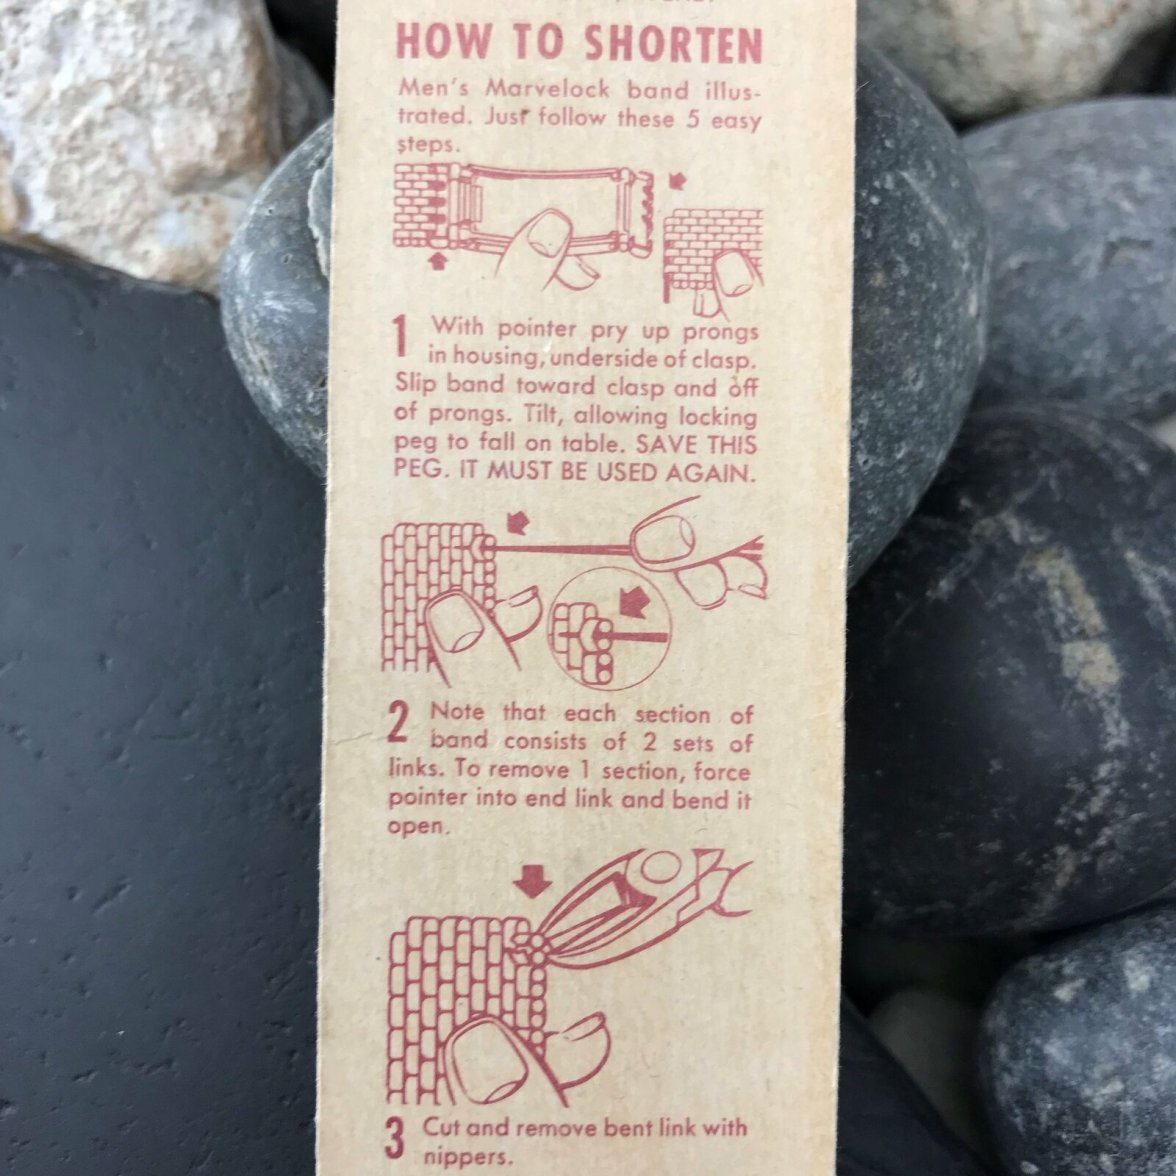 HOW TO SHORTEN
Men's Marvelock band illus-
trated. Just follow these 5 easy
steps.
1 With pointer pry up prongs
in housing, underside of clasp.
Slip band toward clasp and off
of prongs. Tilt, allowing locking
peg to fall on table. SAVE THIS
PEG. IT MUST BE USED AGAIN.
2 Note that each section of
band consists of 2 sets of
links. To remove 1 section, force
pointer into end link and bend it
open.
3 Cut and remove bent link with
nippers.